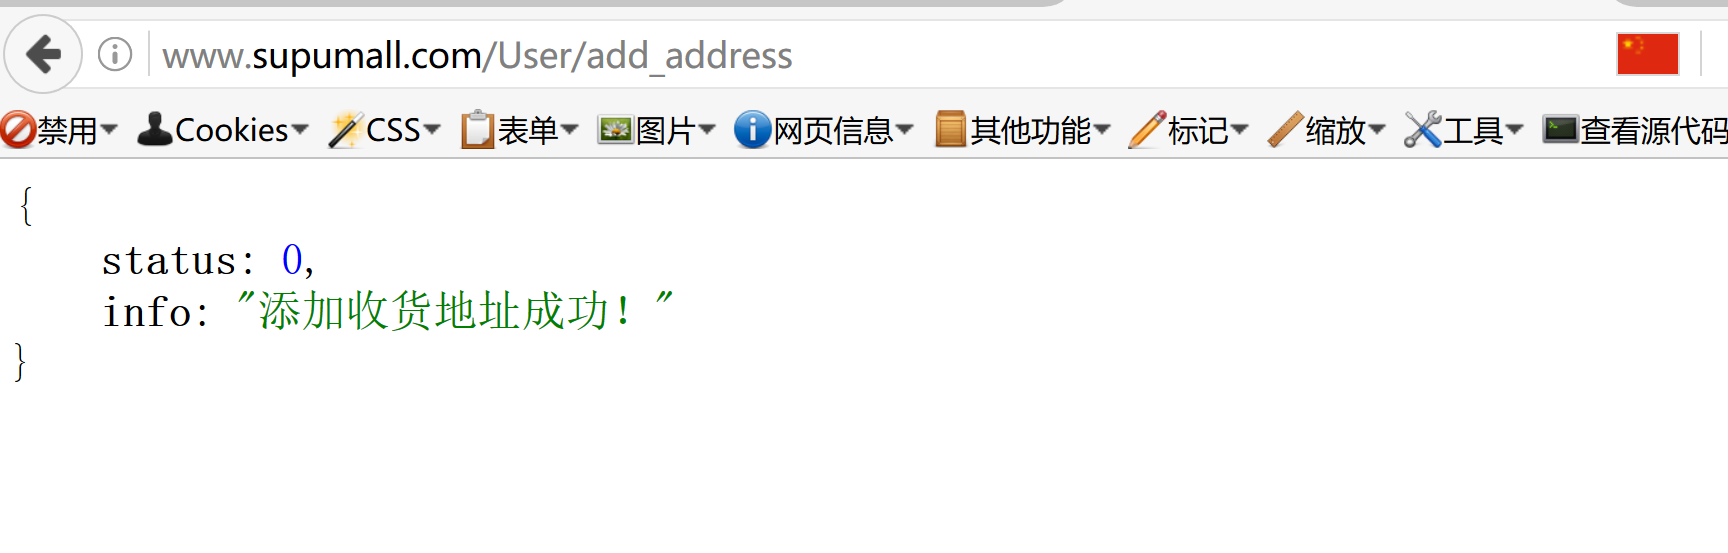 www.supumall.com/User/add_address
禁用 Cookies CSS 表单 图片 网页信息 其他功能 标记 缩放 工具 查看源代码
{
status: 0,
info: "添加收货地址成功！"
}